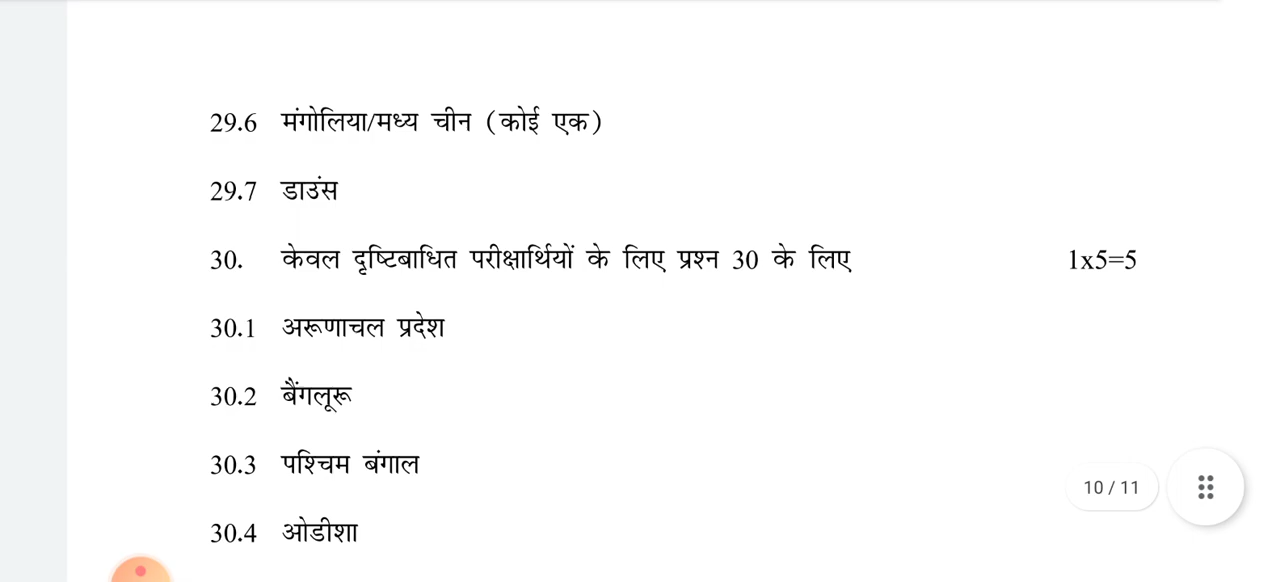 29.6 मंगोलिया/मध्य चीन (कोई एक)
29.7 डाउंस
30. केवल दृष्टिबाधित परीक्षार्थियों के लिए प्रश्न 30 के लिए 1x5=5
30.1 अरूणाचल प्रदेश
30.2 बैंगलूरू
30.3 पश्चिम बंगाल
10 / 11
30.4 ओडीशा